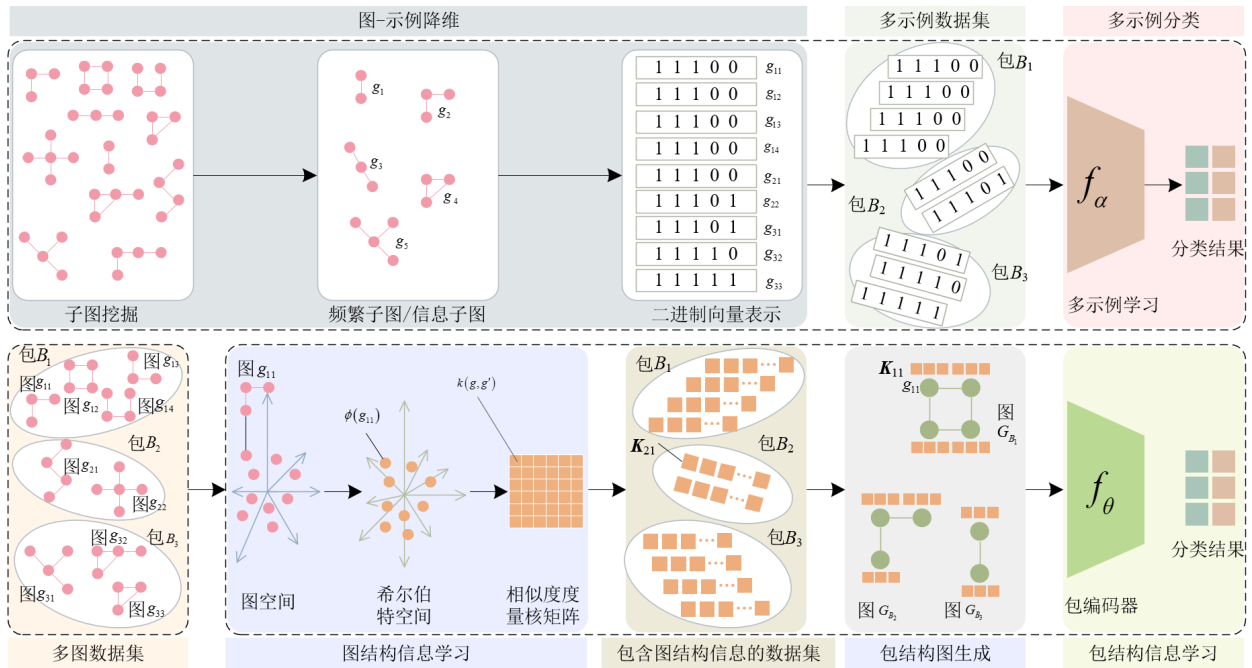 图-示例降维
多示例数据集
多示例分类
g₁
g₂
g₃
g₄
g₅
1 1 1 0 0 g₁₁
1 1 1 0 0 g₁₂
1 1 1 0 0 g₁₃
1 1 1 0 0 g₁₄
1 1 1 0 0 g₂₁
1 1 1 0 1 g₂₂
1 1 1 0 1 g₃₁
1 1 1 1 0 g₃₂
1 1 1 1 1 g₃₃
子图挖掘
频繁子图/信息子图
二进制向量表示
包B₁
1 1 1 0 0
1 1 1 0 0
1 1 1 0 0
1 1 1 0 0
包B₂
1 1 1 0 0
1 1 1 0 1
包B₃
1 1 1 0 1
1 1 1 1 0
1 1 1 1 1
f_α
多示例学习
分类结果
包B₁
图g₁₁
图g₁₂
图g₁₃
图g₁₄
包B₂
图g₂₁
图g₂₂
包B₃
图g₃₂
图g₃₁
图g₃₃
多图数据集
图g₁₁
图空间
ϕ(g₁₁)
希尔伯
特空间
k(g,g′)
相似度度
量核矩阵
图结构信息学习
包B₁
K₂₁
包B₂
包B₃
包含图结构信息的数据集
K₁₁
g₁₁
图
G_B₁
图 G_B₂
图 G_B₃
包结构图生成
f_θ
包编码器
分类结果
包结构信息学习